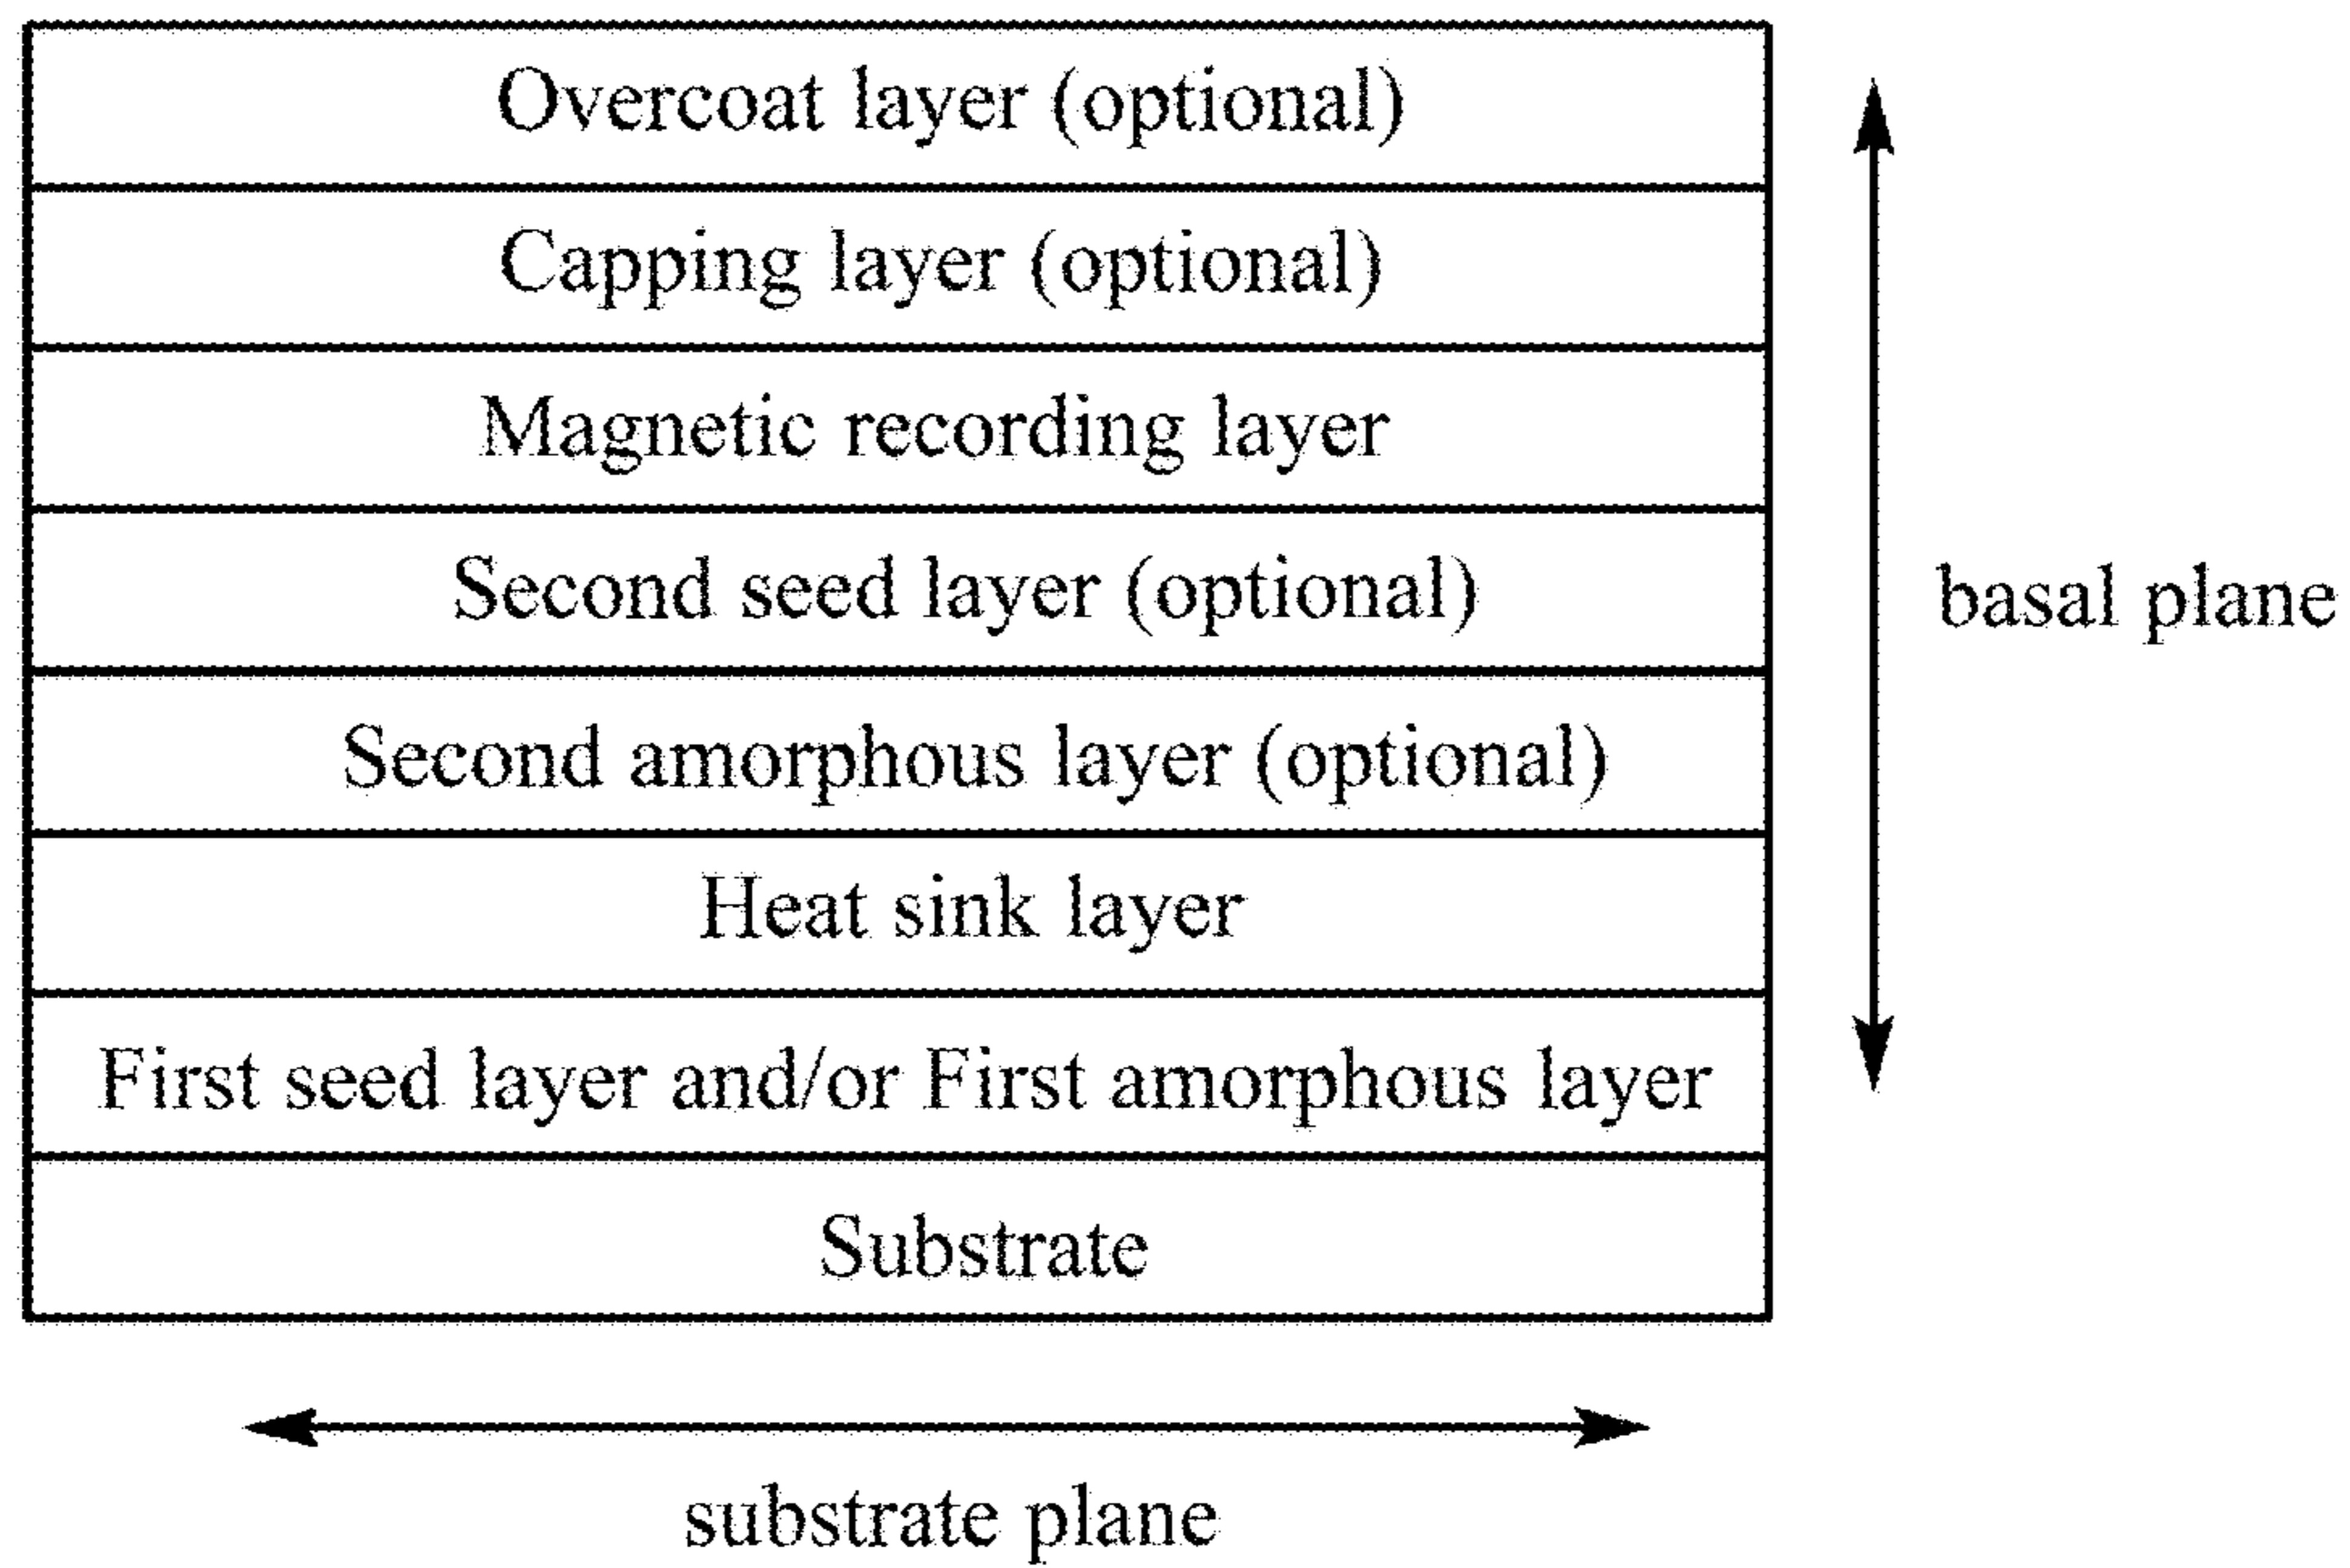 Overcoat layer (optional)
Capping layer (optional)
Magnetic recording layer
Second seed layer (optional)
basal plane
Second amorphous layer (optional)
Heat sink layer
First seed layer and/or First amorphous layer
Substrate
substrate plane